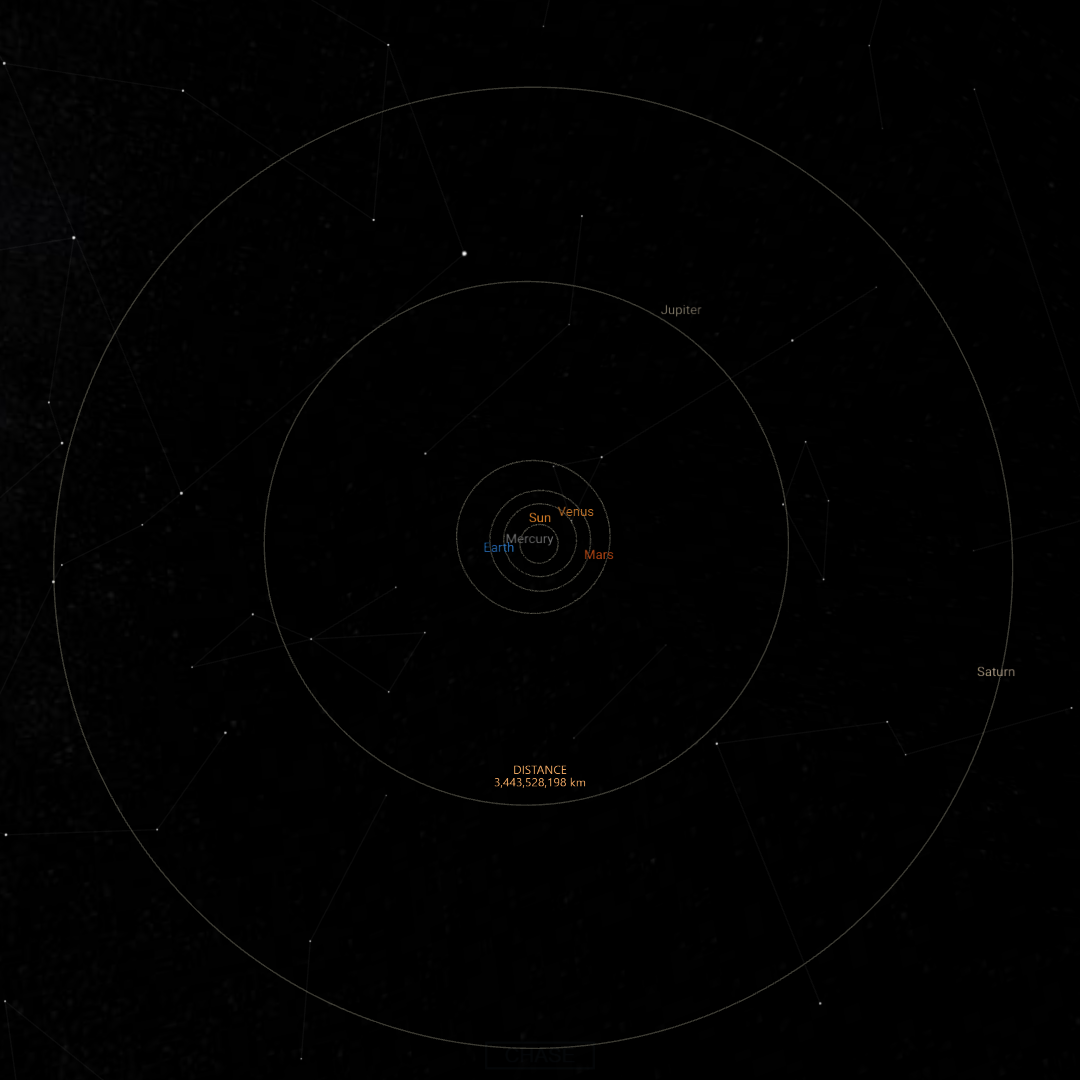 Jupiter
Venus
Sun
Mercury
Earth
Mars
Saturn
DISTANCE
3,443,528,198 km
CHASE